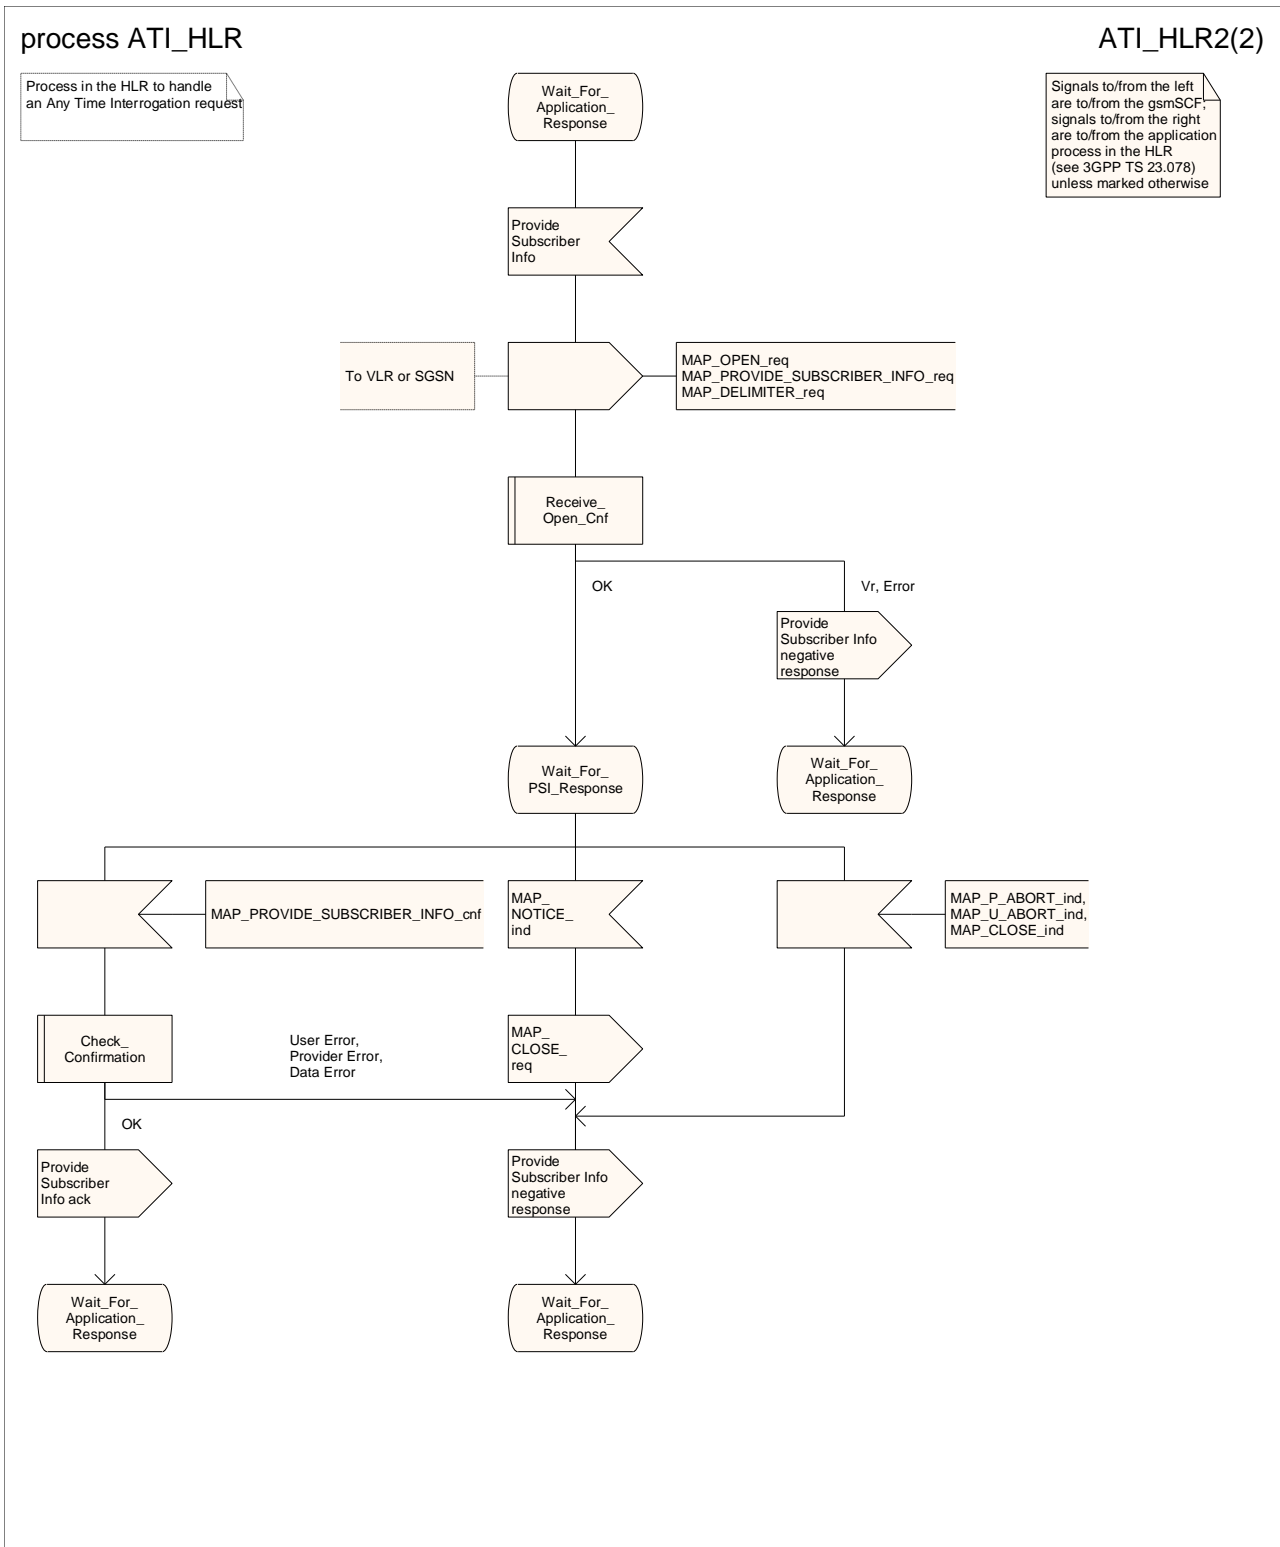 process ATI_HLR
ATI_HLR2(2)
Process in the HLR to handle
an Any Time Interrogation request
Wait_For_
Application_
Response
Signals to/from the left
are to/from the gsmSCF;
signals to/from the right
are to/from the application
process in the HLR
(see 3GPP TS 23.078)
unless marked otherwise
Provide
Subscriber
Info
To VLR or SGSN
MAP_OPEN_req
MAP_PROVIDE_SUBSCRIBER_INFO_req
MAP_DELIMITER_req
Receive_
Open_Cnf
OK
Vr, Error
Provide
Subscriber Info
negative
response
Wait_For_
PSI_Response
Wait_For_
Application_
Response
MAP_PROVIDE_SUBSCRIBER_INFO_cnf
MAP_
NOTICE_
ind
MAP_P_ABORT_ind,
MAP_U_ABORT_ind,
MAP_CLOSE_ind
Check_
Confirmation
User Error,
Provider Error,
Data Error
MAP_
CLOSE_
req
OK
Provide
Subscriber
Info ack
Provide
Subscriber Info
negative
response
Wait_For_
Application_
Response
Wait_For_
Application_
Response